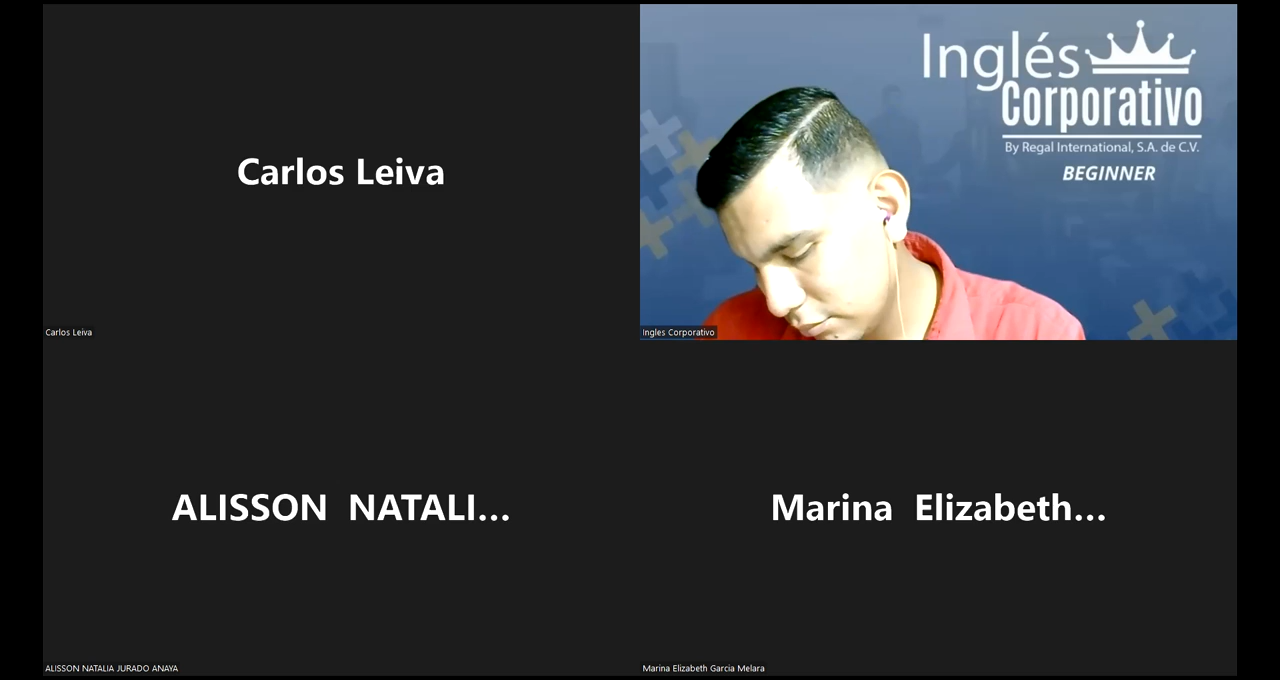 Carlos Leiva
Carlos Leiva
Inglés
Corporativo
By Regal International, S.A. de C.V.
BEGINNER
Ingles Corporativo
ALISSON NATALI...
ALISSON NATALIA JURADO ANAYA
Marina Elizabeth...
Marina Elizabeth Garcia Melara